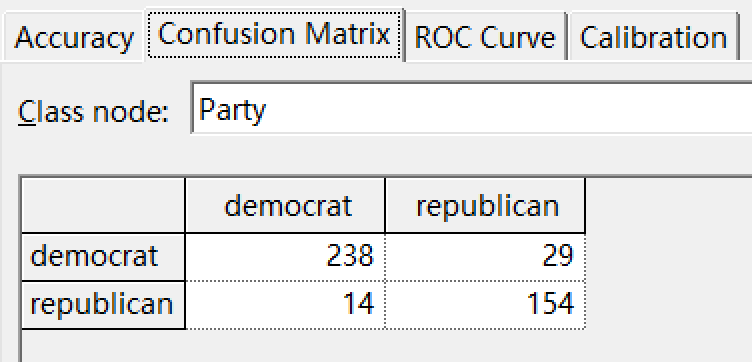 Accuracy Confusion Matrix ROC Curve Calibration
Class node: Party
democrat republican
democrat 238 29
republican 14 154